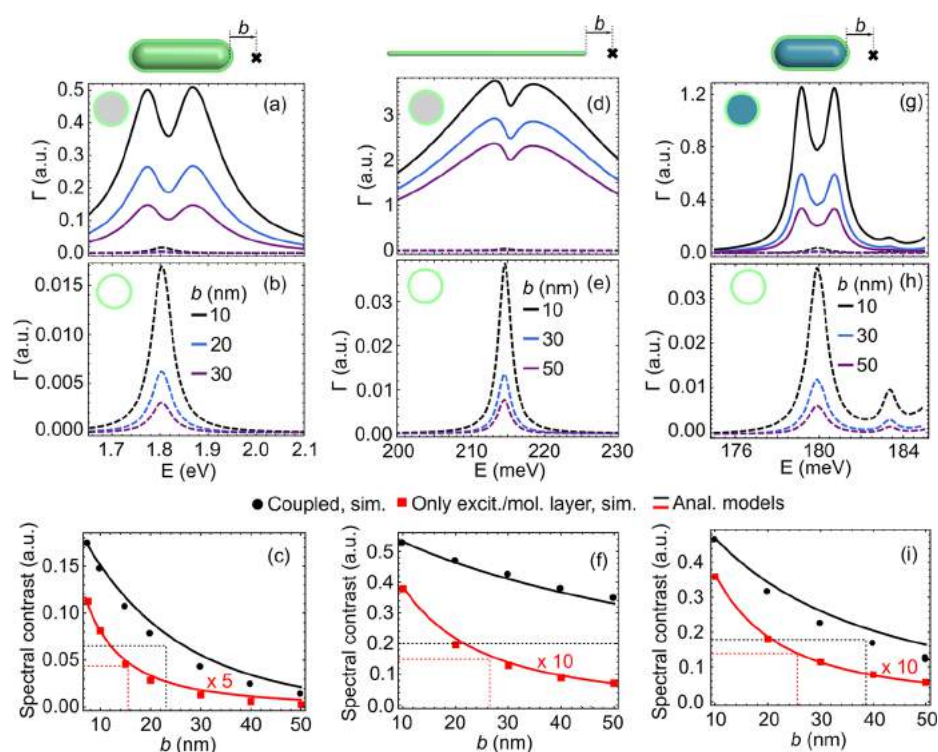 b
b
b
(a)
(d)
(g)
Γ (a.u.)
0.5
0.4
0.3
0.2
0.1
0.0
Γ (a.u.)
3
2
1
0
Γ (a.u.)
1.2
0.8
0.4
0.0
(b)
b (nm)
10
20
30
Γ (a.u.)
0.015
0.010
0.005
0.000
1.7 1.8 1.9 2.0 2.1
E (eV)
(e)
b (nm)
10
30
50
Γ (a.u.)
0.03
0.02
0.01
0.00
200 210 220 230
E (meV)
(h)
b (nm)
10
30
50
Γ (a.u.)
0.03
0.01
0.00
175 180 185
E (meV)
Coupled, sim. Only excit./mol. layer, sim. Anal. models
(c)
Spectral contrast (a.u.)
0.15
0.10
0.05
0.00
x 5
10 20 30 40 50
b (nm)
(f)
Spectral contrast (a.u.)
0.5
0.4
0.3
0.2
0.1
0.0
x 10
10 20 30 40 50
b (nm)
(i)
Spectral contrast (a.u.)
0.4
0.3
0.2
0.1
0.0
x 10
10 20 30 40 50
b (nm)